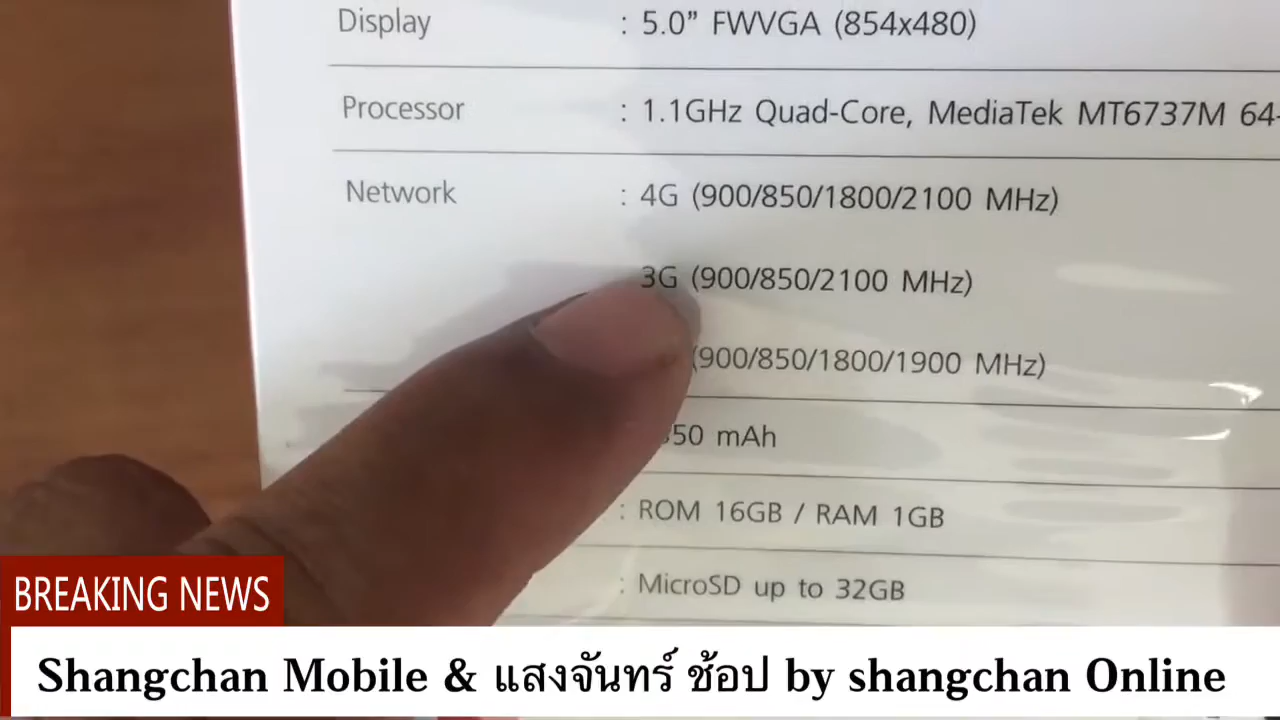 Display : 5.0” FWVGA (854x480)
Processor : 1.1GHz Quad-Core, MediaTek MT6737M 64-
Network : 4G (900/850/1800/2100 MHz)
3G (900/850/2100 MHz)
(900/850/1800/1900 MHz)
50 mAh
: ROM 16GB / RAM 1GB
: MicroSD up to 32GB
BREAKING NEWS
Shangchan Mobile & แสงจันทร์ ช้อป by shangchan Online